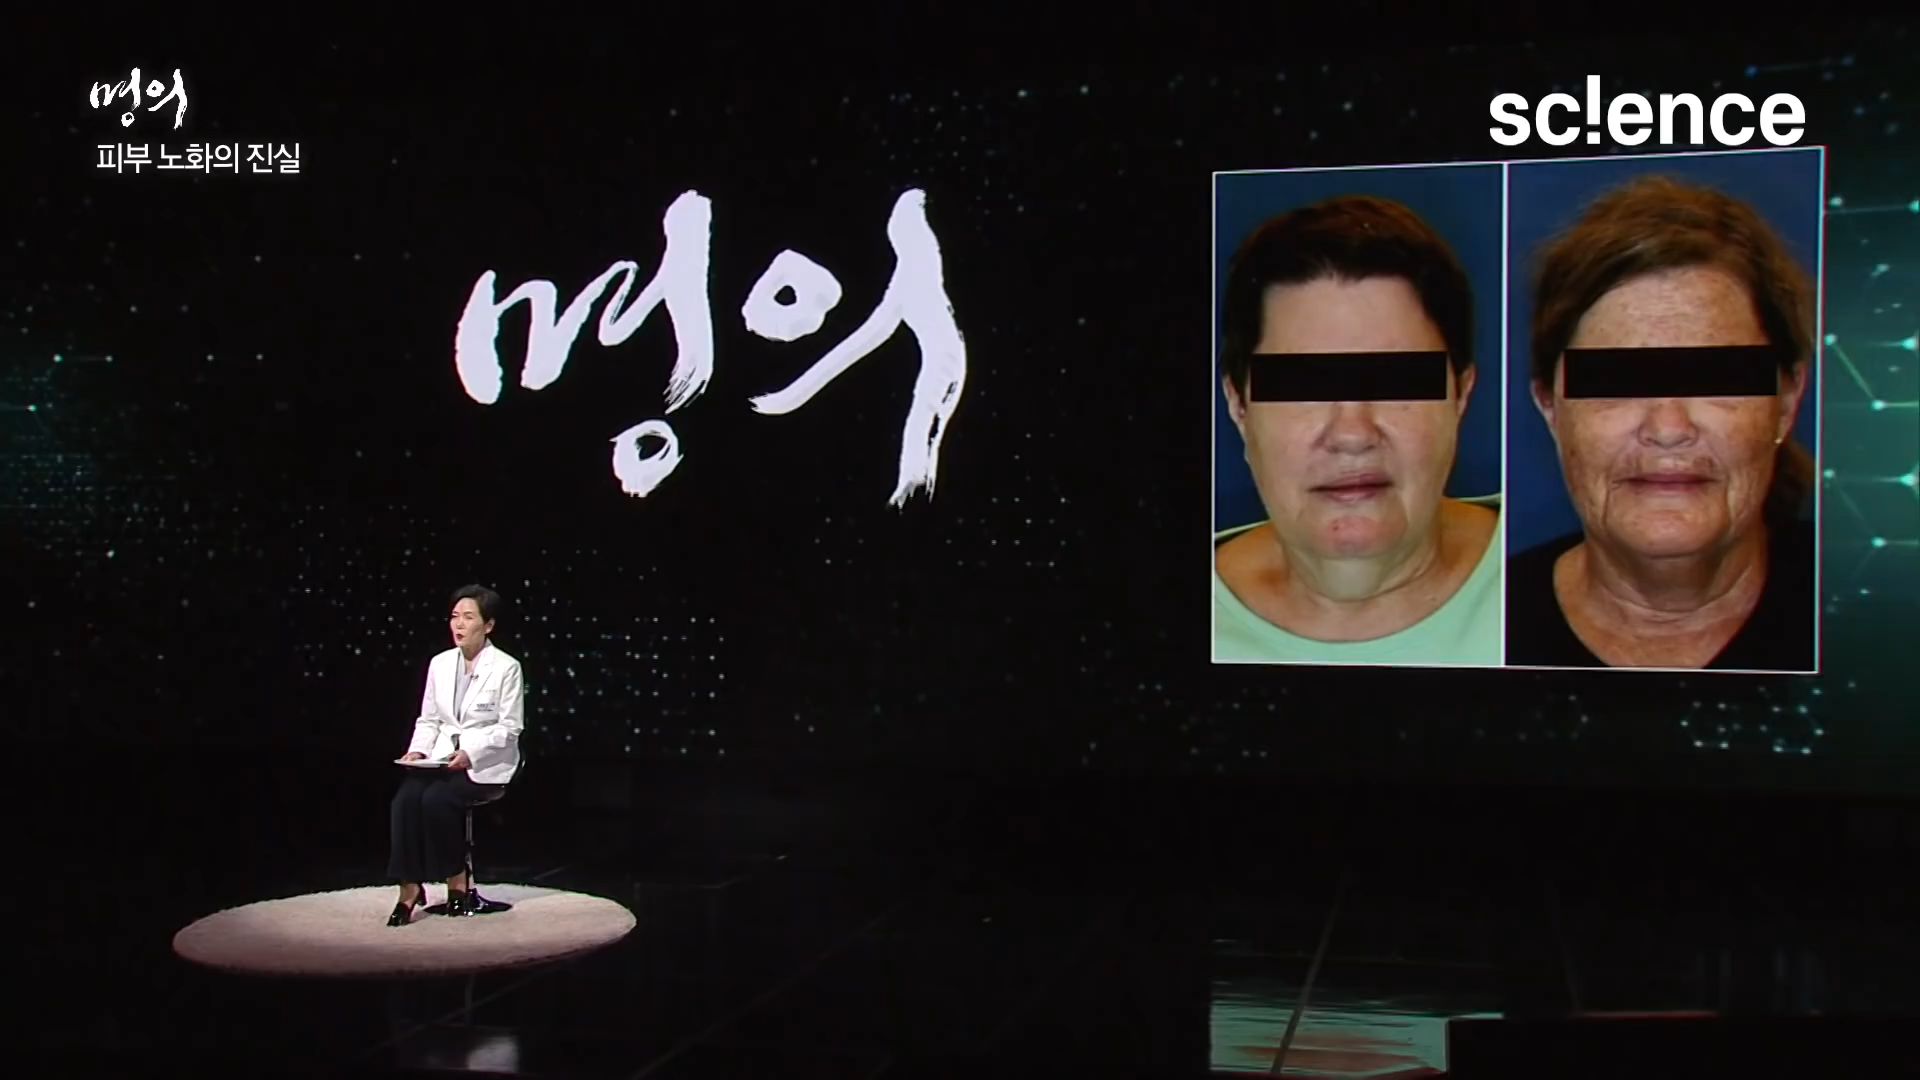 명의
피부 노화의 진실
sc!ence
명의